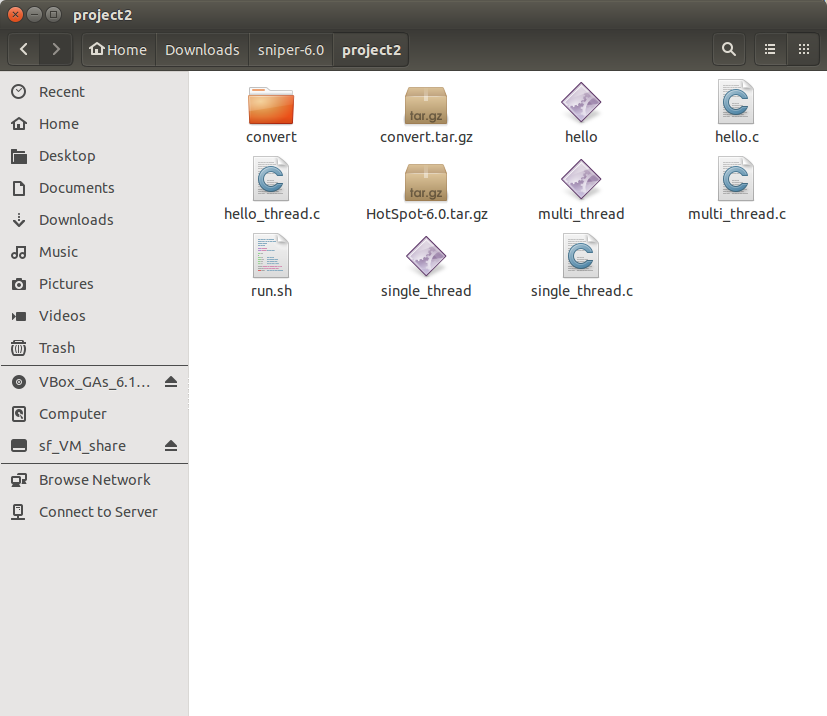 project2
Home
Downloads
sniper-6.0
project2
Recent
Home
Desktop
Documents
Downloads
Music
Pictures
Videos
Trash
VBox_GAs_6.1...
Computer
sf_VM_share
Browse Network
Connect to Server
tar.gz
convert
convert.tar.gz
hello
hello.c
tar.gz
hello_thread.c
HotSpot-6.0.tar.gz
multi_thread
multi_thread.c
run.sh
single_thread
single_thread.c